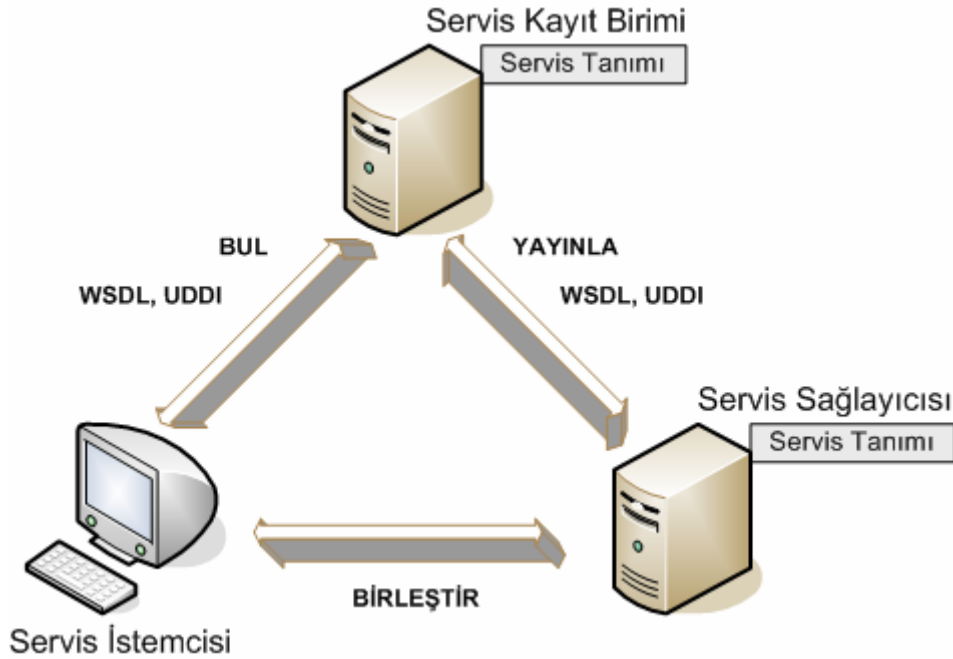 Servis Kayıt Birimi
Servis Tanımı
BUL
YAYINLA
WSDL, UDDI
WSDL, UDDI
Servis Sağlayıcısı
Servis Tanımı
BİRLEŞTİR
Servis İstemcisi